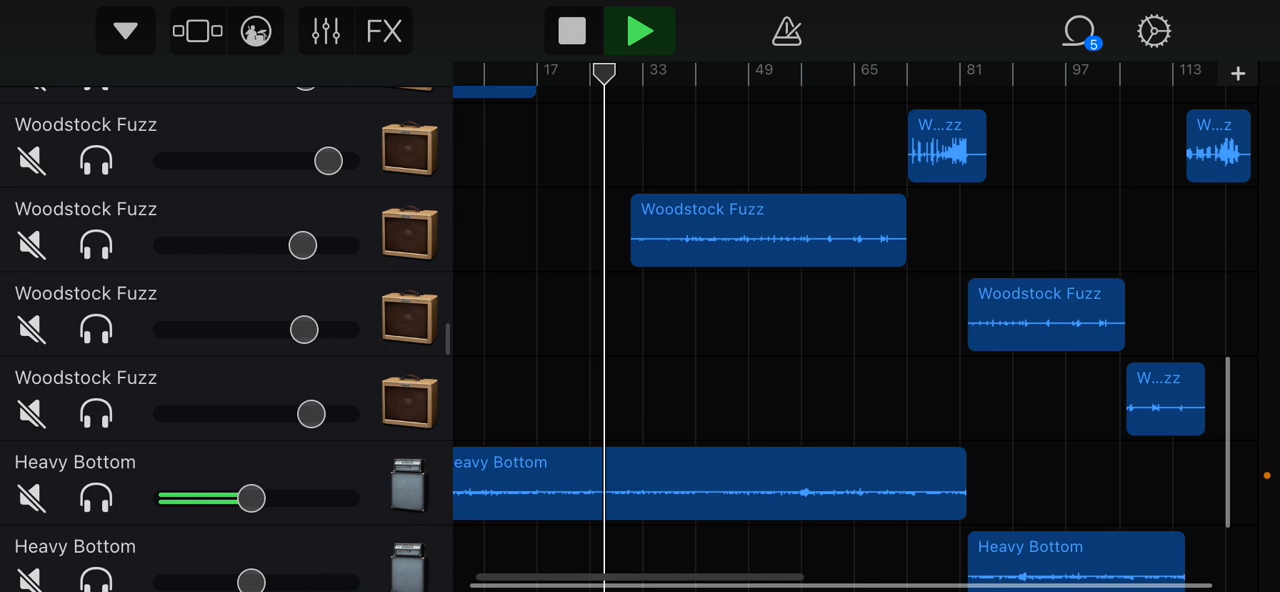 FX
5
17
33
49
65
81
97
113
+
Woodstock Fuzz
W...zz
W...z
Woodstock Fuzz
Woodstock Fuzz
Woodstock Fuzz
Woodstock Fuzz
Woodstock Fuzz
W...zz
Heavy Bottom
eavy Bottom
Heavy Bottom
Heavy Bottom